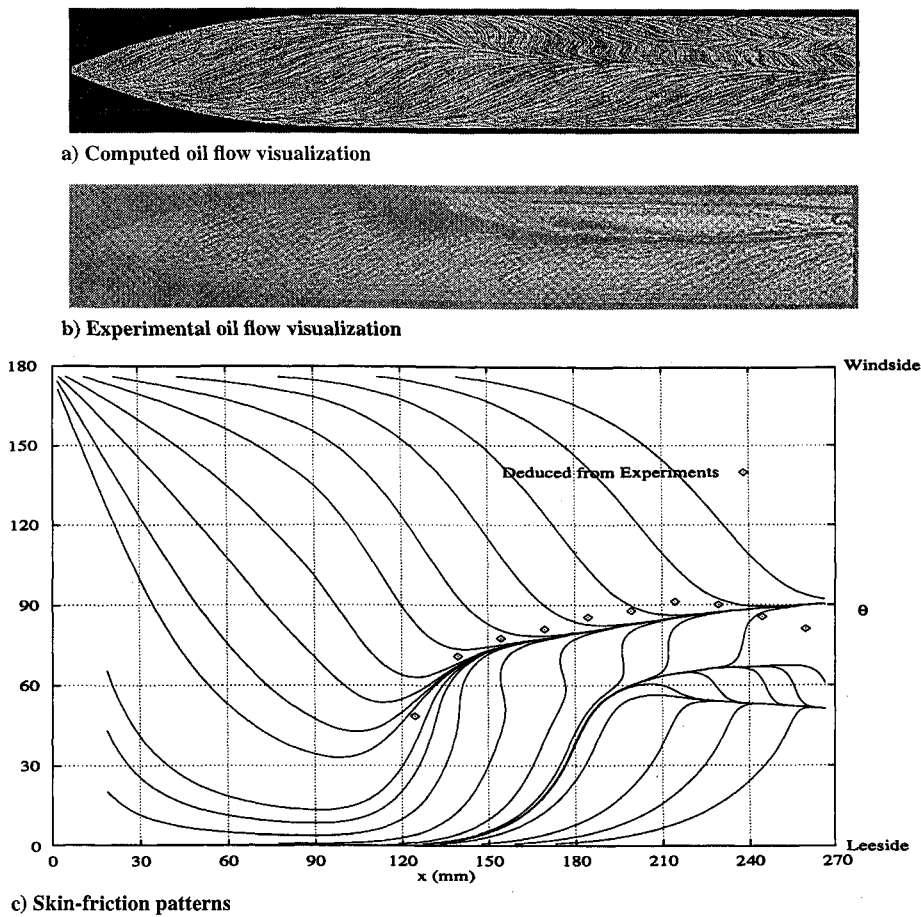 a) Computed oil flow visualization
b) Experimental oil flow visualization
180
Windside
150
Deduced from Experiments
120
90
θ
60
30
0
Leeside
0 30 60 90 120 150 180 210 240 270
x (mm)
c) Skin-friction patterns